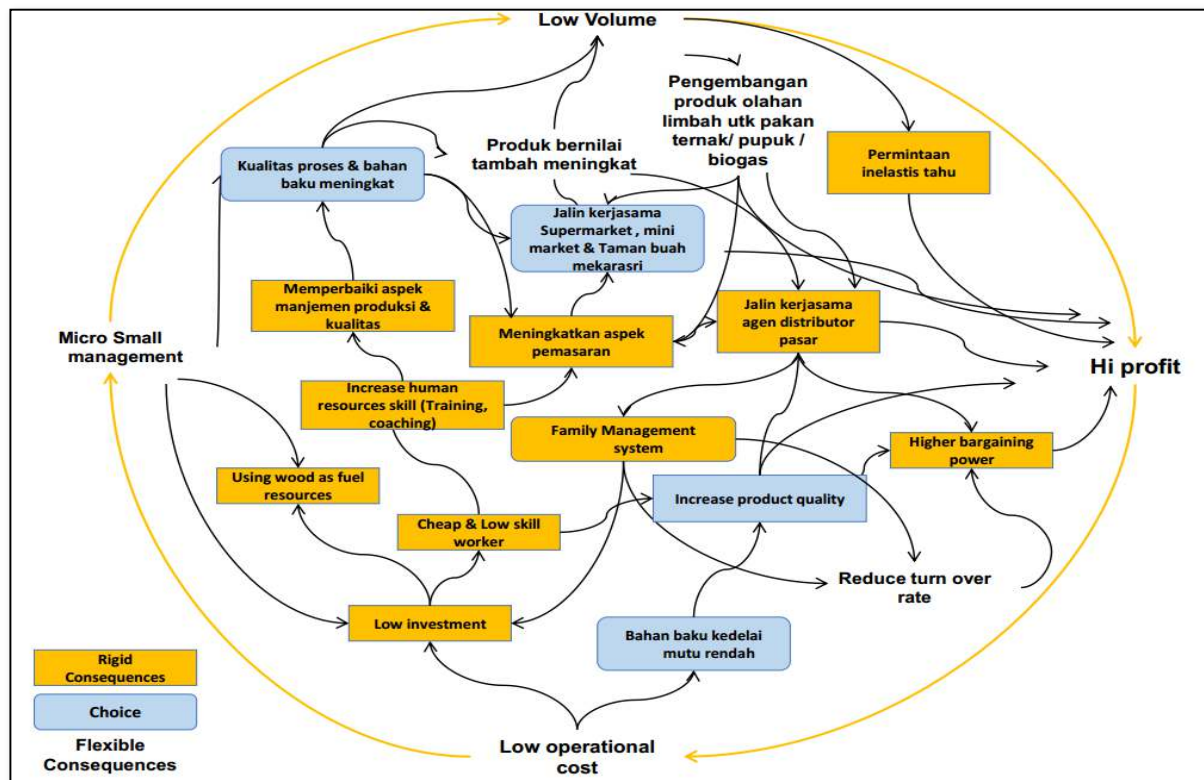 Low Volume
Pengembangan
produk olahan
limbah utk pakan
ternak/ pupuk /
biogas
Produk bernilai
tambah meningkat
Permintaan
inelastis tahu
Kualitas proses & bahan
baku meningkat
Jalin kerjasama
Supermarket , mini
market & Taman buah
mekarasri
Memperbaiki aspek
manjemen produksi &
kualitas
Jalin kerjasama
agen distributor
pasar
Micro Small
management
Meningkatkan aspek
pemasaran
Hi profit
Increase human
resources skill (Training,
coaching)
Family Management
system
Higher bargaining
power
Using wood as fuel
resources
Increase product quality
Cheap & Low skill
worker
Reduce turn over
rate
Low investment
Bahan baku kedelai
mutu rendah
Rigid
Consequences
Choice
Flexible
Consequences
Low operational
cost